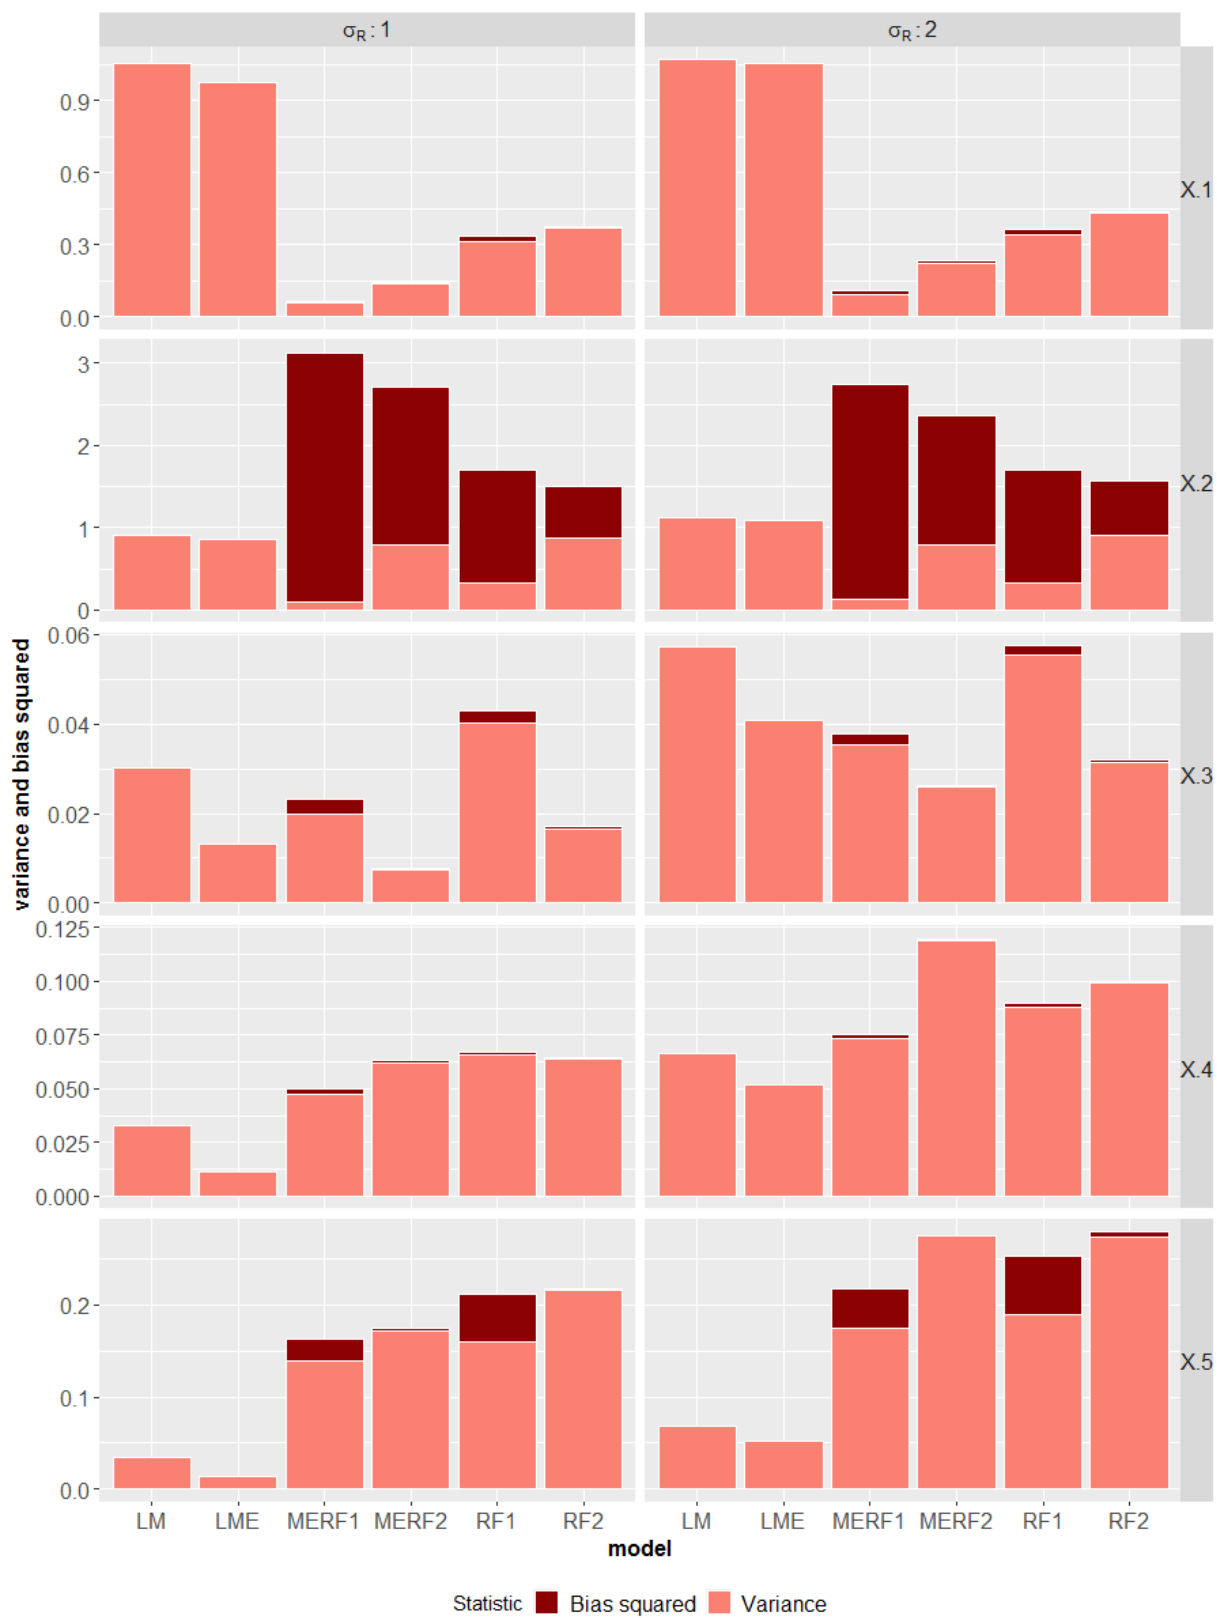 σR : 1
σR : 2
0.9
0.6
0.3
0.0
X.1
3
2
1
0
X.2
0.06
0.04
0.02
0.00
X.3
0.125
0.100
0.075
0.050
0.025
0.000
X.4
0.2
0.1
0.0
X.5
variance and bias squared
LM LME MERF1 MERF2 RF1 RF2 LM LME MERF1 MERF2 RF1 RF2
model
Statistic Bias squared Variance